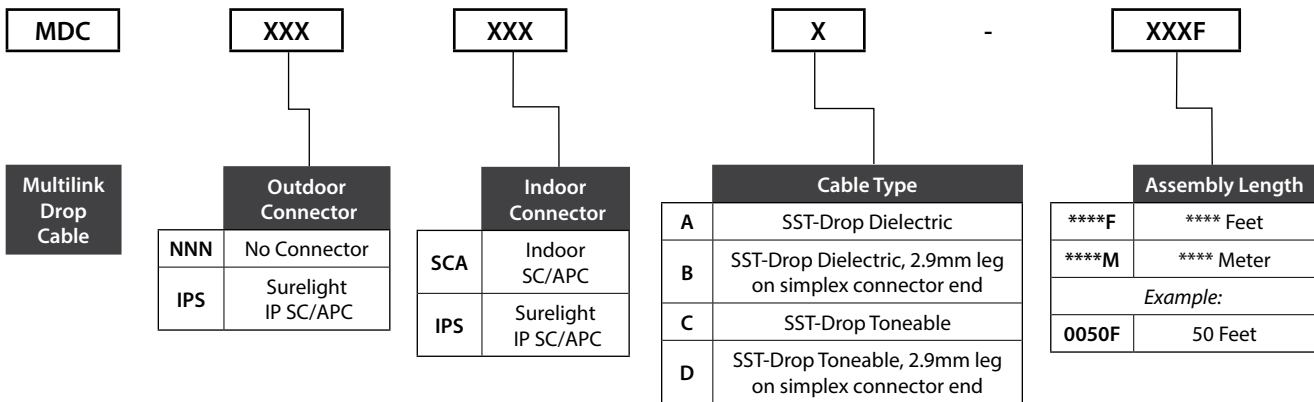 MDC XXX XXX X - XXXF
Multilink
Drop
Cable
Outdoor
Connector
NNN No Connector
IPS Surelight
IP SC/APC
Indoor
Connector
SCA Indoor
SC/APC
IPS Surelight
IP SC/APC
Cable Type
A SST-Drop Dielectric
B SST-Drop Dielectric, 2.9mm leg
on simplex connector end
C SST-Drop Toneable
D SST-Drop Toneable, 2.9mm leg
on simplex connector end
Assembly Length
****F **** Feet
****M **** Meter
Example:
0050F 50 Feet